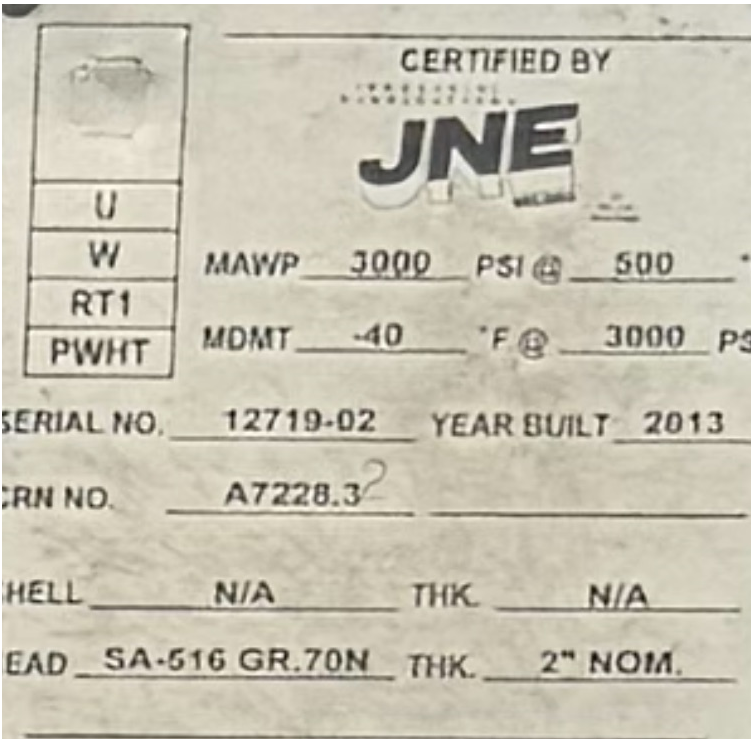 CERTIFIED BY
JNE
U
W
RT1
PWHT
MAWP 3000 PSI @ 500 °
MDMT -40 °F @ 3000 PS
SERIAL NO. 12719-02 YEAR BUILT 2013
CRN NO. A7228.3?
HELL N/A THK. N/A
EAD SA-516 GR.70N THK. 2" NOM.